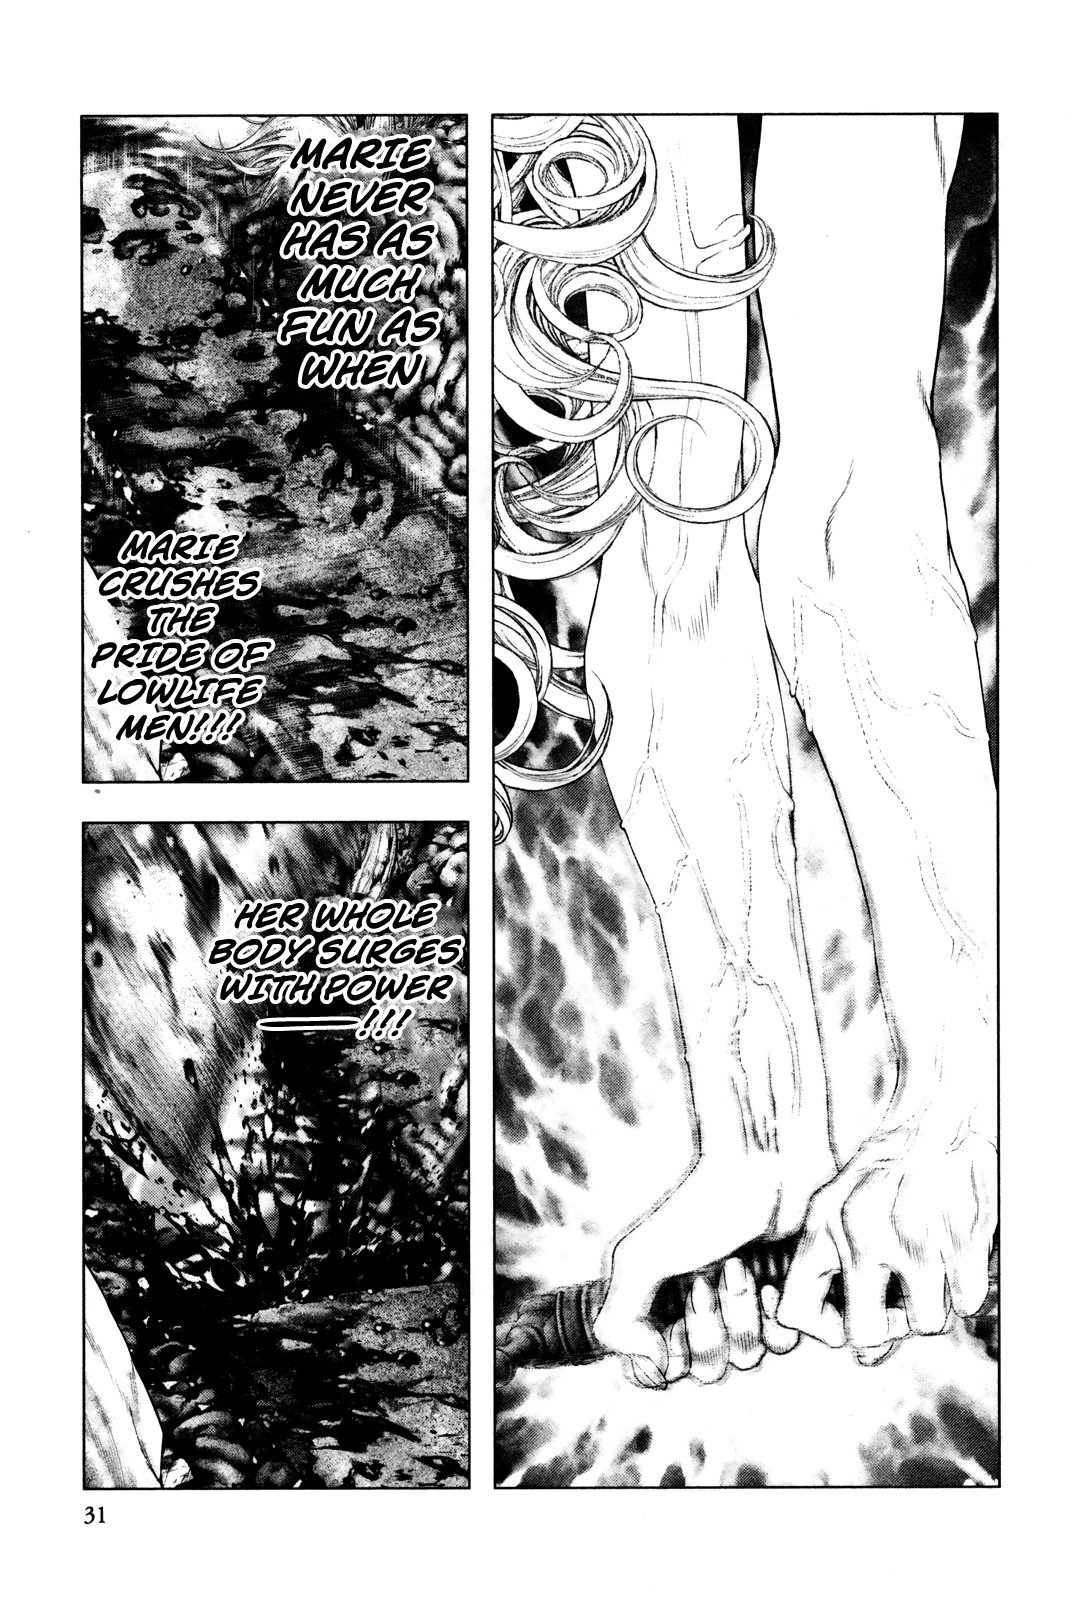 MARIE
NEVER
HAS AS
MUCH
FUN AS
WHEN
MARIE
CRUSHES
THE
PRIDE OF
LOWLIFE
MEN!!!
HER WHOLE
BODY SURGES
WITH POWER
——!!!
31